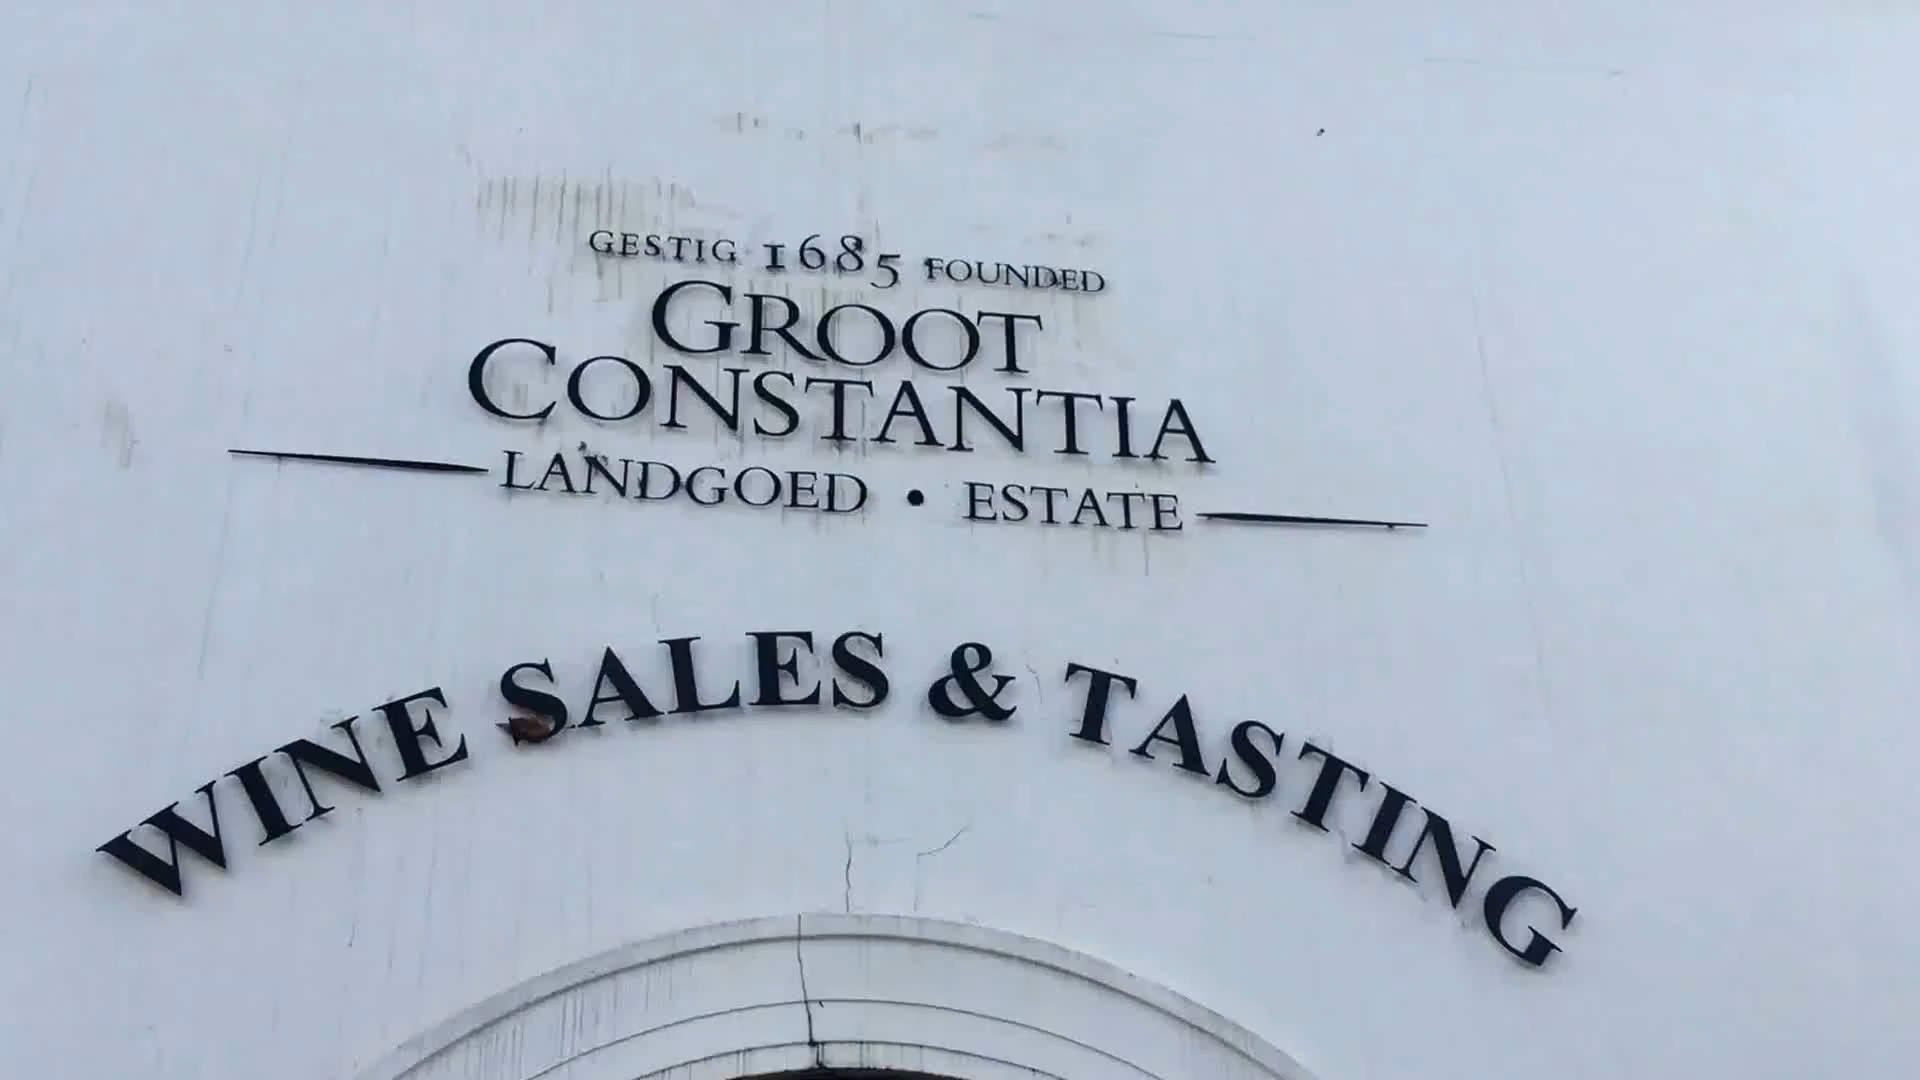 GESTIG 1685 FOUNDED
GROOT
CONSTANTIA
LANDGOED • ESTATE
WINE SALES & TASTING